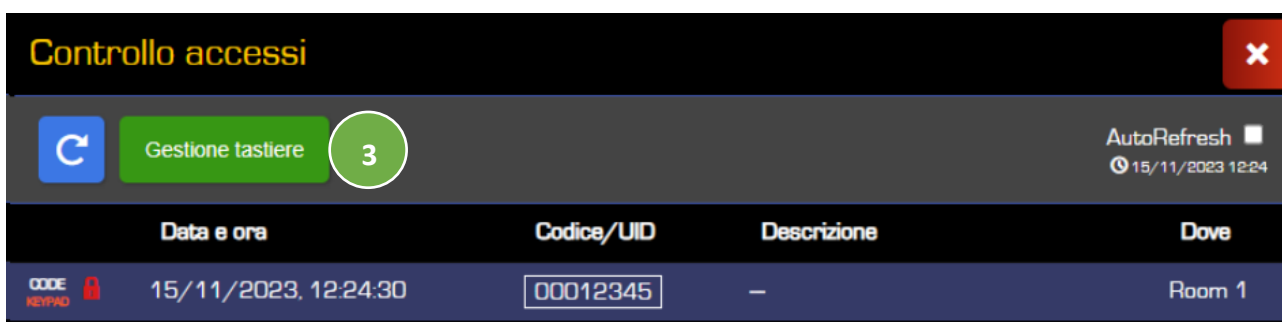 Controllo accessi
Gestione tastiere 3
AutoRefresh
15/11/2023 12:24
Data e ora Codice/UID Descrizione Dove
CODE
KEYPAD
15/11/2023, 12:24:30 00012345 – Room 1